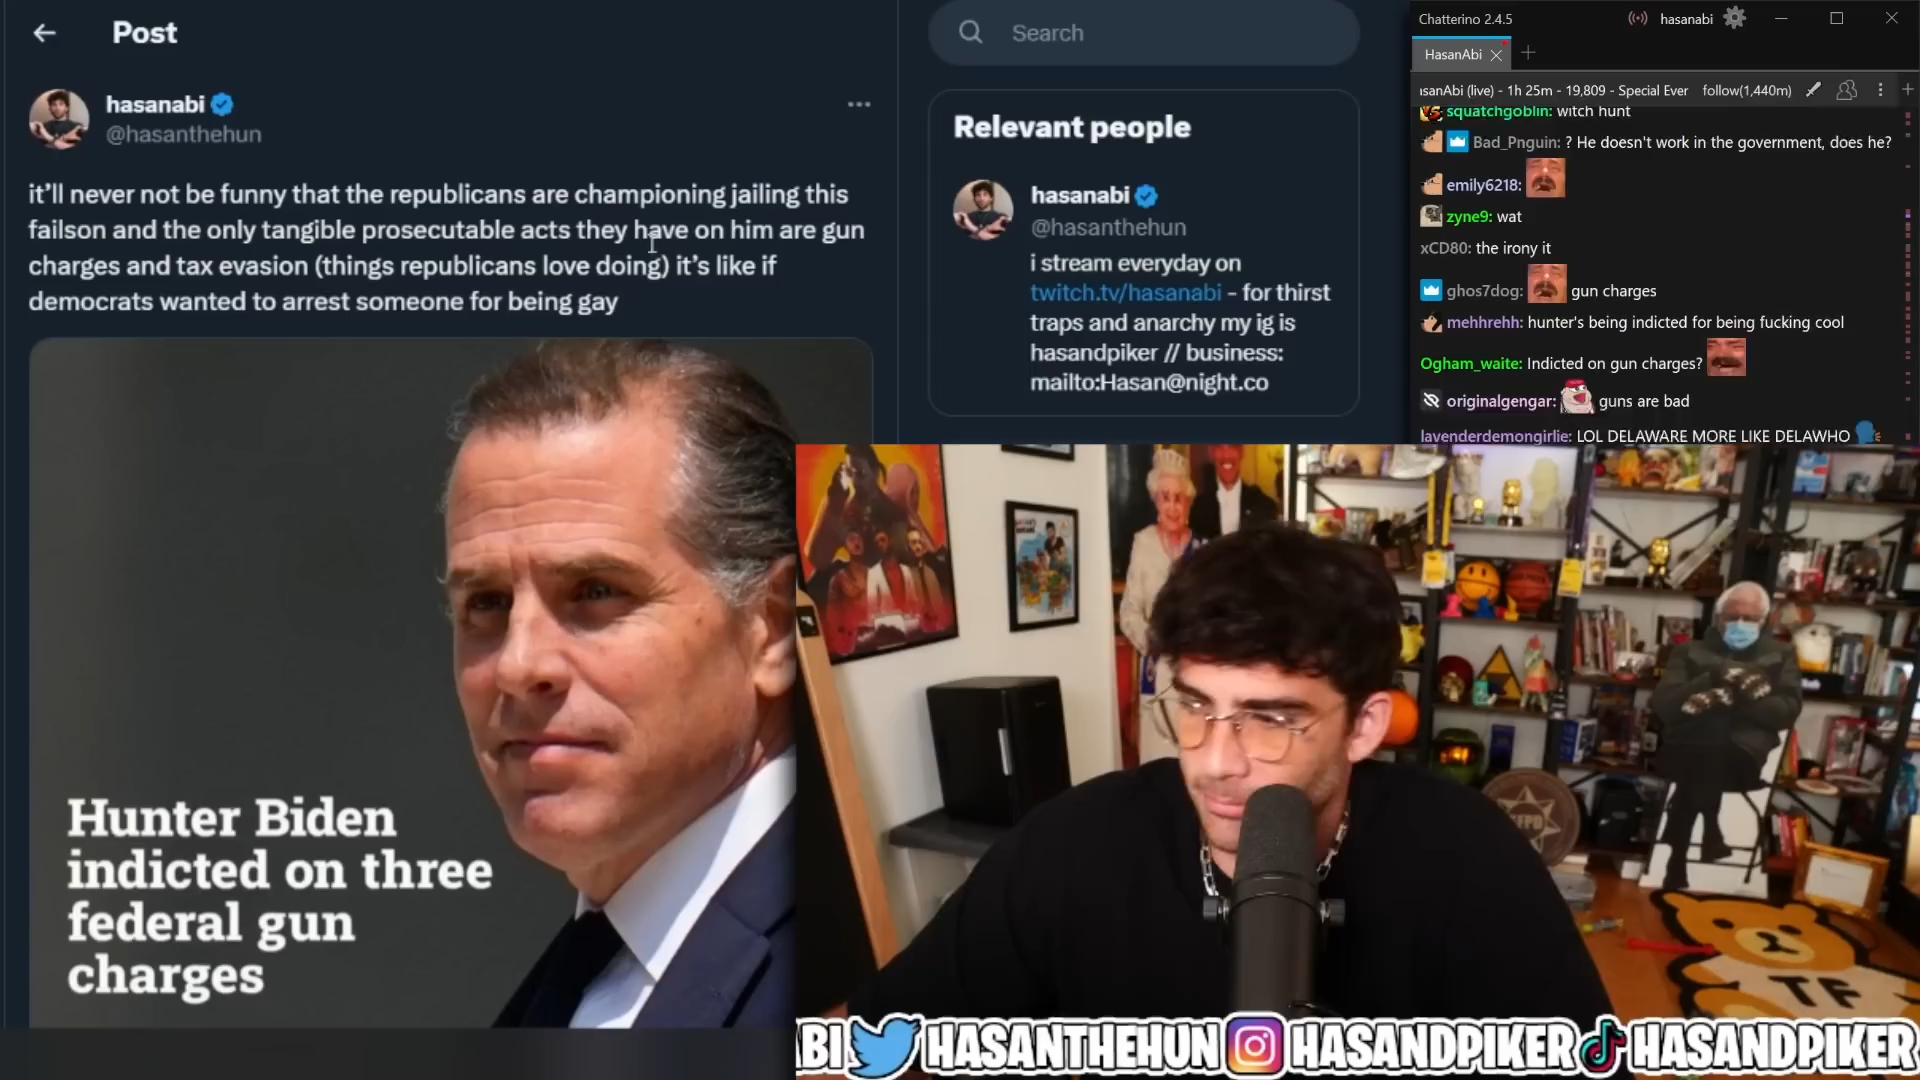 Post
hasanabi
@hasanthehun
it’ll never not be funny that the republicans are championing jailing this
failson and the only tangible prosecutable acts they have on him are gun
charges and tax evasion (things republicans love doing) it’s like if
democrats wanted to arrest someone for being gay
Hunter Biden
indicted on three
federal gun
charges
Search
Relevant people
hasanabi
@hasanthehun
i stream everyday on
twitch.tv/hasanabi - for thirst
traps and anarchy my ig is
hasandpiker // business:
mailto:Hasan@night.co
Chatterino 2.4.5
hasanabi
HasanAbi
ısanAbi (live) - 1h 25m - 19,809 - Special Ever follow(1,440m)
squatchgoblin: witch hunt
Bad_Pnguin: ? He doesn't work in the government, does he?
emily6218:
zyne9: wat
xCD80: the irony it
ghos7dog: gun charges
mehhrehh: hunter's being indicted for being fucking cool
Ogham_waite: Indicted on gun charges?
originalgengar: guns are bad
lavenderdemongirlie: LOL DELAWARE MORE LIKE DELAWHO
TF
ABI HASANTHEHUN HASANDPIKER HASANDPIKER